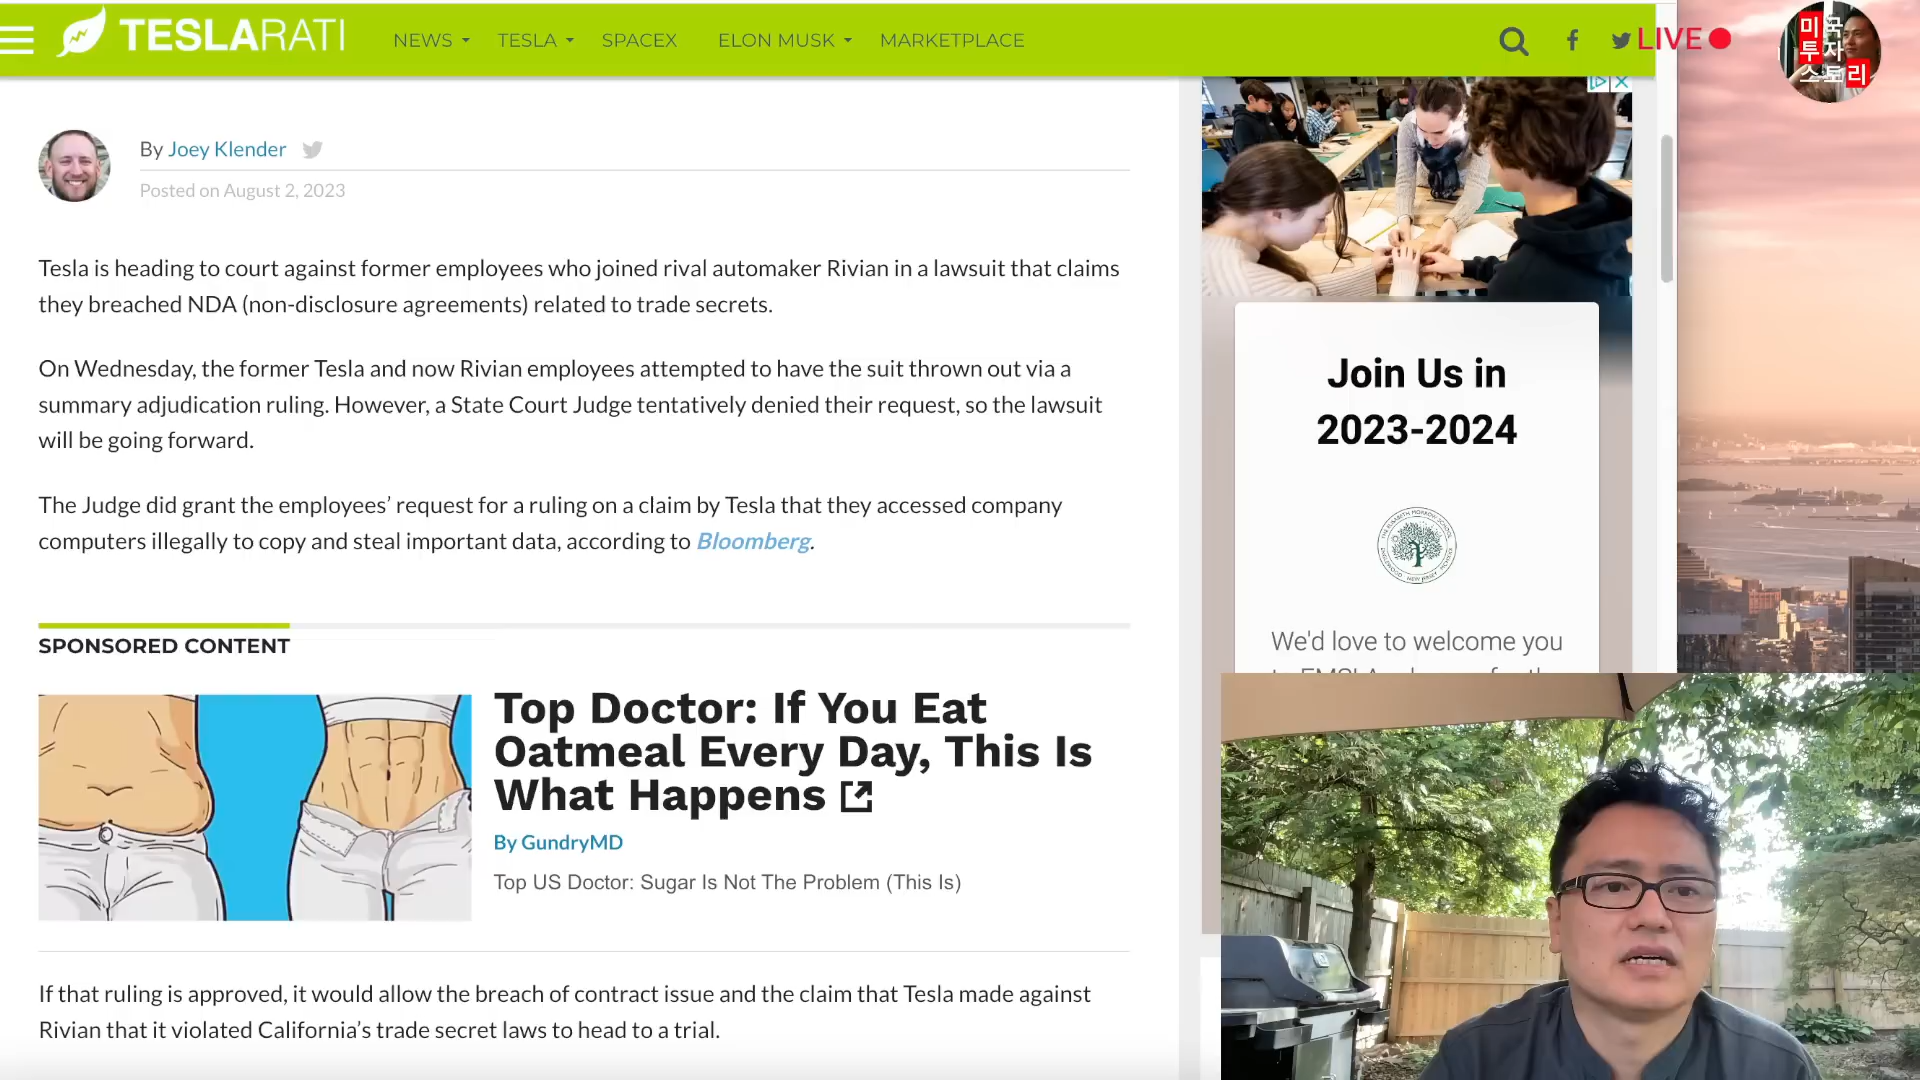 TESLARATI
NEWS
TESLA
SPACEX
ELON MUSK
MARKETPLACE
LIVE
미국
투자
스토리
By Joey Klender
Posted on August 2, 2023
Tesla is heading to court against former employees who joined rival automaker Rivian in a lawsuit that claims
they breached NDA (non-disclosure agreements) related to trade secrets.
On Wednesday, the former Tesla and now Rivian employees attempted to have the suit thrown out via a
summary adjudication ruling. However, a State Court Judge tentatively denied their request, so the lawsuit
will be going forward.
The Judge did grant the employees’ request for a ruling on a claim by Tesla that they accessed company
computers illegally to copy and steal important data, according to Bloomberg.
SPONSORED CONTENT
Top Doctor: If You Eat
Oatmeal Every Day, This Is
What Happens
By GundryMD
Top US Doctor: Sugar Is Not The Problem (This Is)
If that ruling is approved, it would allow the breach of contract issue and the claim that Tesla made against
Rivian that it violated California’s trade secret laws to head to a trial.
Join Us in
2023-2024
We'd love to welcome you